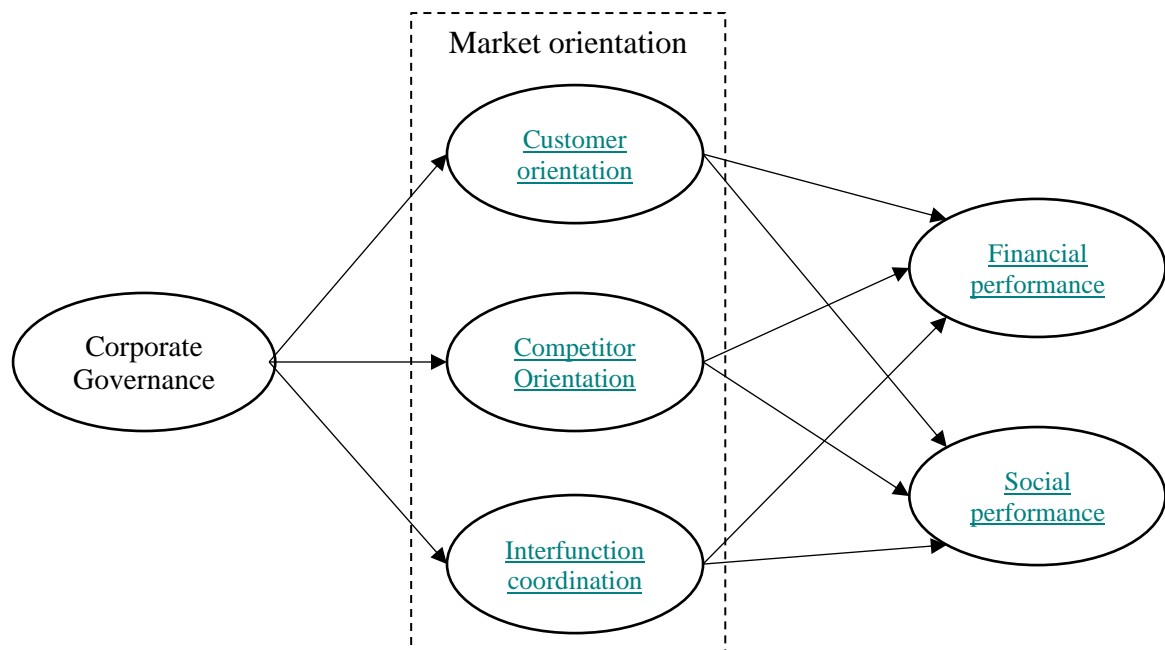 Market orientation
Customer
orientation
Financial
performance
Corporate
Governance
Competitor
Orientation
Social
performance
Interfunction
coordination